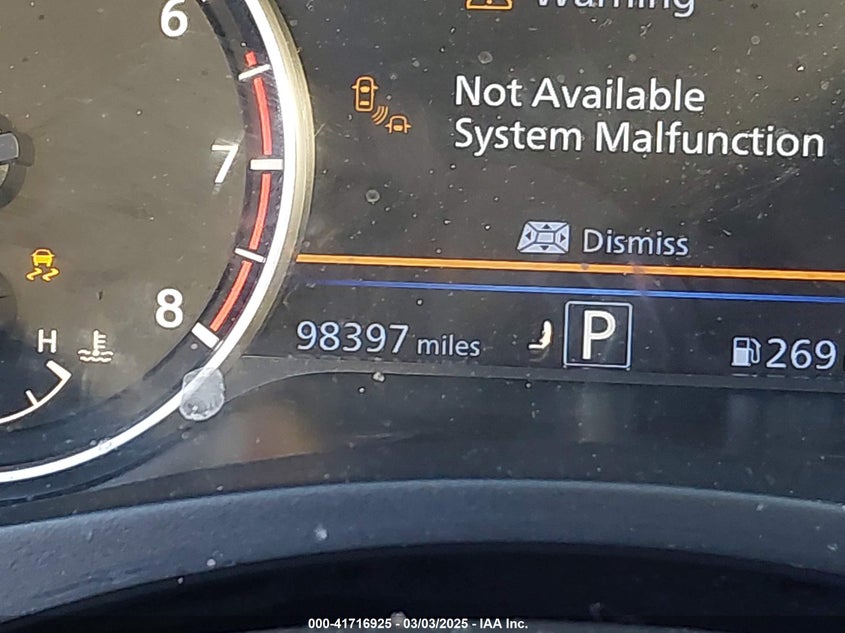 6
Warning
Not Available
System Malfunction
7
Dismiss
8
98397 miles
P
269
H
000-41716925 - 03/03/2025 - IAA Inc.